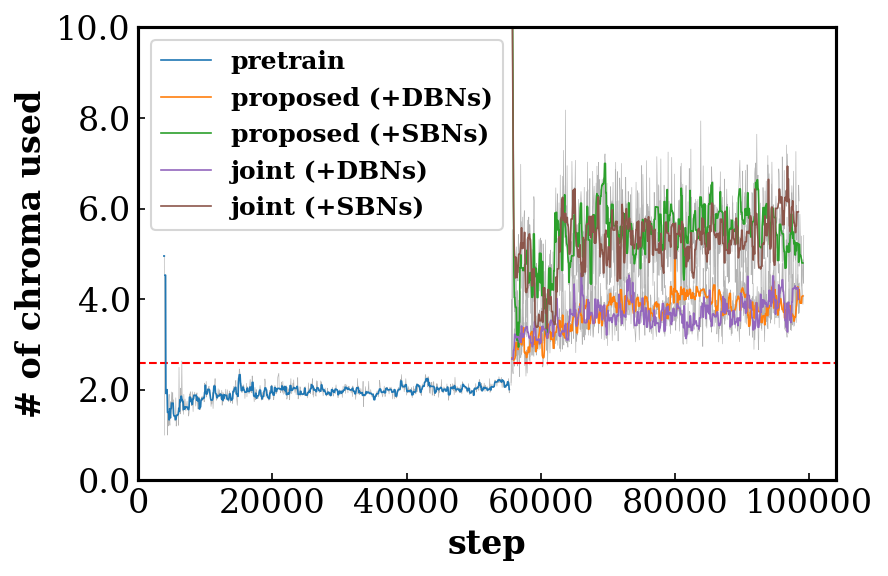 # of chroma used
10.0
8.0
6.0
4.0
2.0
0.0
pretrain
proposed (+DBNs)
proposed (+SBNs)
joint (+DBNs)
joint (+SBNs)
0 20000 40000 60000 80000 100000
step